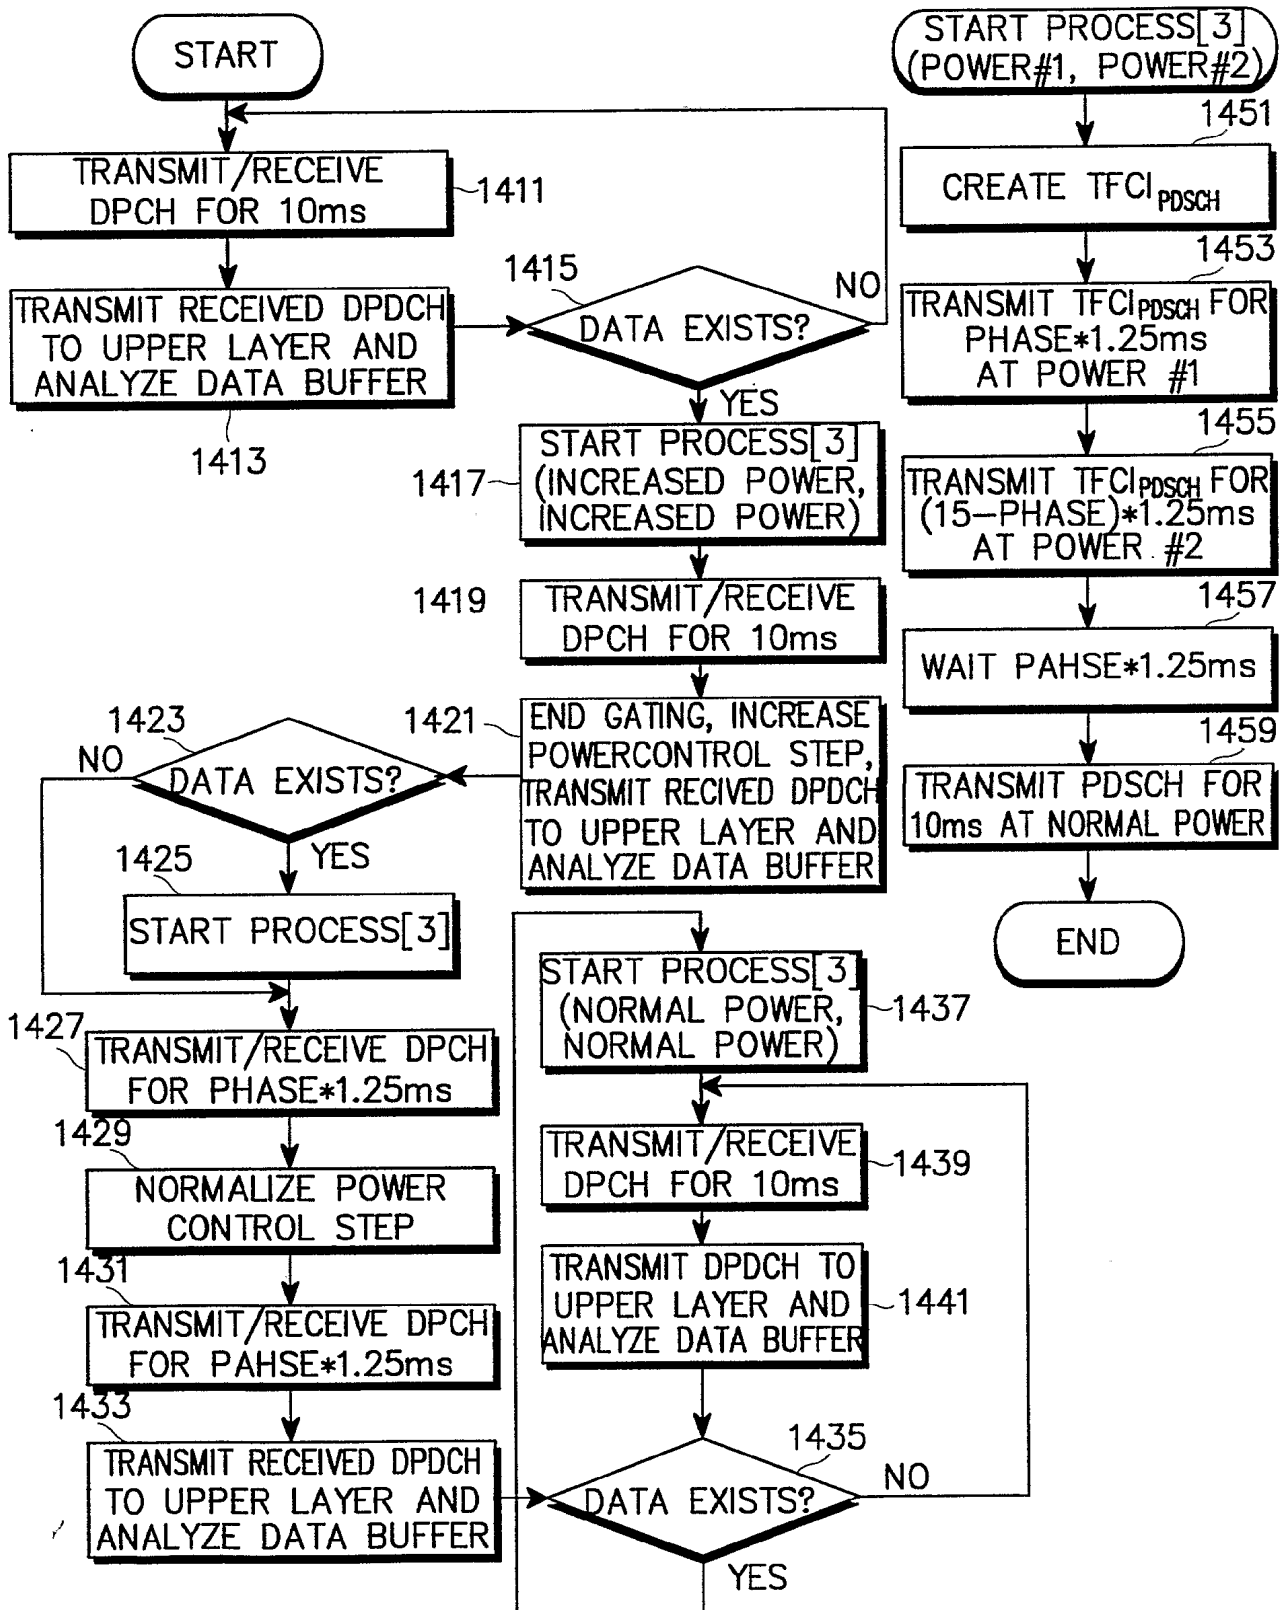 START
TRANSMIT/RECEIVE
DPCH FOR 10ms
1411
TRANSMIT RECEIVED DPDCH
TO UPPER LAYER AND
ANALYZE DATA BUFFER
1413
1415
DATA EXISTS?
NO
YES
1417
START PROCESS[3]
(INCREASED POWER,
INCREASED POWER)
1419
TRANSMIT/RECEIVE
DPCH FOR 10ms
1421
END GATING, INCREASE
POWERCONTROL STEP,
TRANSMIT RECIVED DPDCH
TO UPPER LAYER AND
ANALYZE DATA BUFFER
1423
NO
DATA EXISTS?
YES
1425
START PROCESS[3]
1427
TRANSMIT/RECEIVE DPCH
FOR PHASE*1.25ms
1429
NORMALIZE POWER
CONTROL STEP
1431
TRANSMIT/RECEIVE DPCH
FOR PAHSE*1.25ms
1433
TRANSMIT RECEIVED DPDCH
TO UPPER LAYER AND
ANALYZE DATA BUFFER
START PROCESS[3]
(NORMAL POWER,
NORMAL POWER)
1437
TRANSMIT/RECEIVE
DPCH FOR 10ms
1439
TRANSMIT DPDCH TO
UPPER LAYER AND
ANALYZE DATA BUFFER
1441
1435
DATA EXISTS?
NO
YES
START PROCESS[3]
(POWER#1, POWER#2)
1451
CREATE TFCI PDSCH
1453
TRANSMIT TFCI PDSCH FOR
PHASE*1.25ms
AT POWER #1
1455
TRANSMIT TFCI PDSCH FOR
(15-PHASE)*1.25ms
AT POWER #2
1457
WAIT PAHSE*1.25ms
1459
TRANSMIT PDSCH FOR
10ms AT NORMAL POWER
END